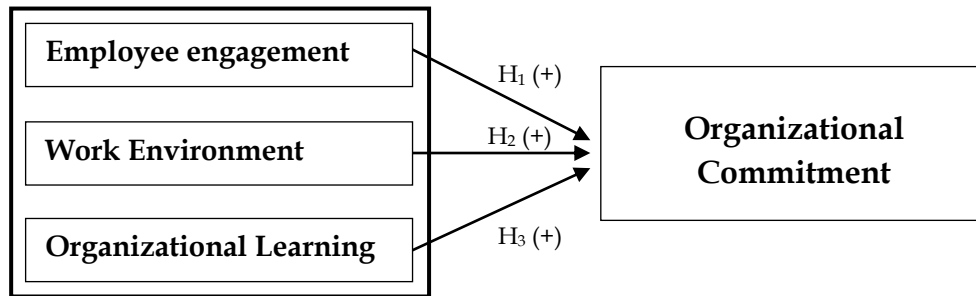 Employee engagement
H₁ (+)
Work Environment
H₂ (+)
Organizational
Commitment
Organizational Learning
H₃ (+)